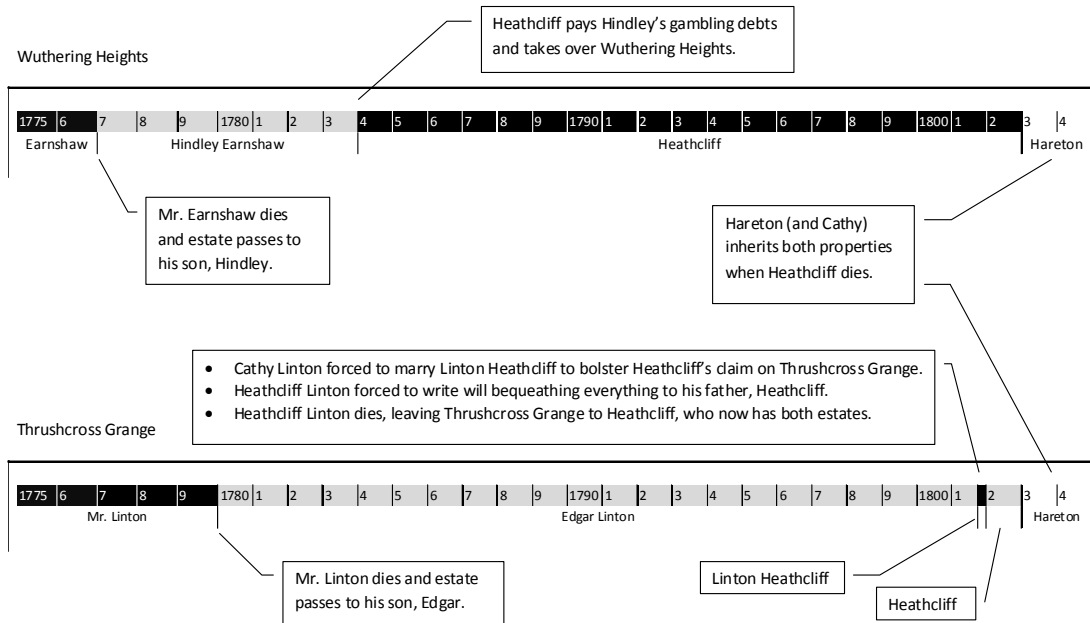 Heathcliff pays Hindley's gambling debts
and takes over Wuthering Heights.
Wuthering Heights
1775 6 7 8 9 1780 1 2 3 4 5 6 7 8 9 1790 1 2 3 4 5 6 7 8 9 1800 1 2 3 4
Earnshaw Hindley Earnshaw Heathcliff Hareton
Mr. Earnshaw dies
and estate passes to
his son, Hindley.
Hareton (and Cathy)
inherits both properties
when Heathcliff dies.
• Cathy Linton forced to marry Linton Heathcliff to bolster Heathcliff's claim on Thrushcross Grange.
• Heathcliff Linton forced to write will bequeathing everything to his father, Heathcliff.
• Heathcliff Linton dies, leaving Thrushcross Grange to Heathcliff, who now has both estates.
Thrushcross Grange
1775 6 7 8 9 1780 1 2 3 4 5 6 7 8 9 1790 1 2 3 4 5 6 7 8 9 1800 1 2 3 4
Mr. Linton Edgar Linton Hareton
Mr. Linton dies and estate
passes to his son, Edgar.
Linton Heathcliff
Heathcliff